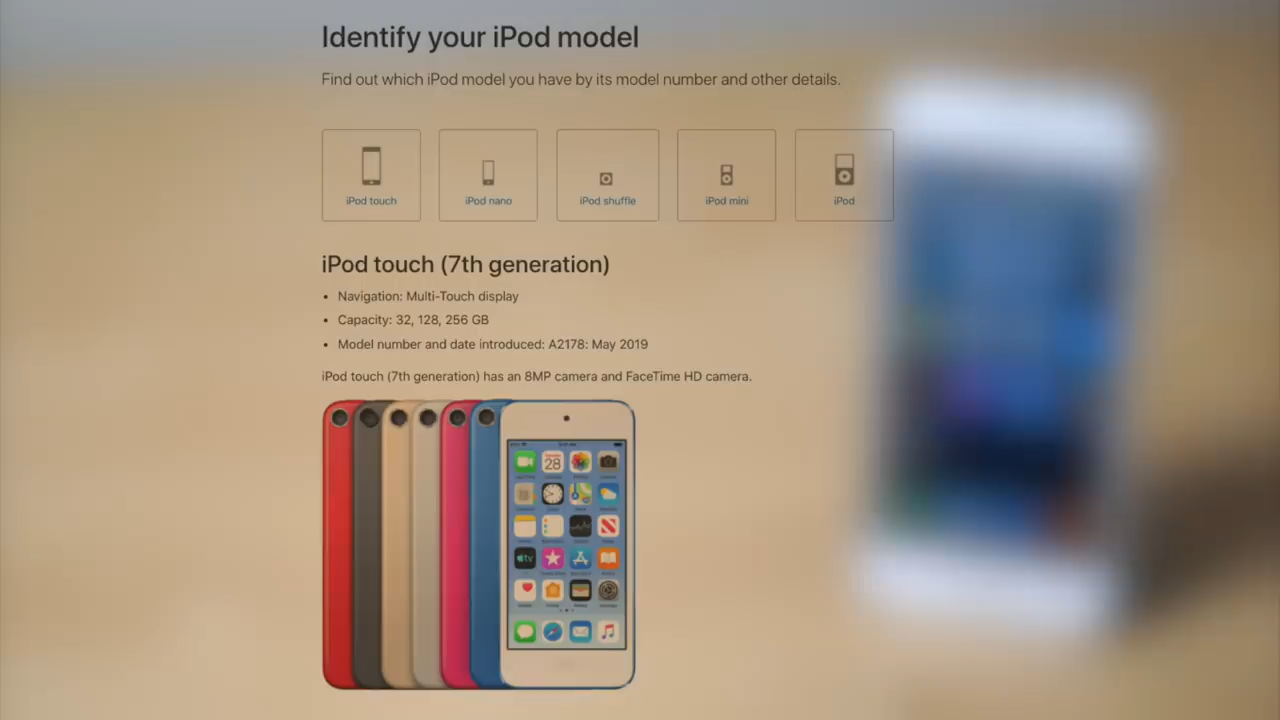 Identify your iPod model
Find out which iPod model you have by its model number and other details.
iPod touch
iPod nano
iPod shuffle
iPod mini
iPod
iPod touch (7th generation)
• Navigation: Multi-Touch display
• Capacity: 32, 128, 256 GB
• Model number and date introduced: A2178: May 2019
iPod touch (7th generation) has an 8MP camera and FaceTime HD camera.
28
tv